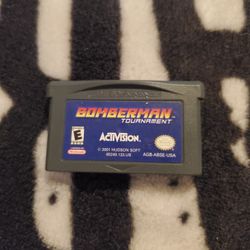 BOMBERMAN
TOURNAMENT
E
ACTIVISION
© 2001 HUDSON SOFT
AGB-ABSE-USA